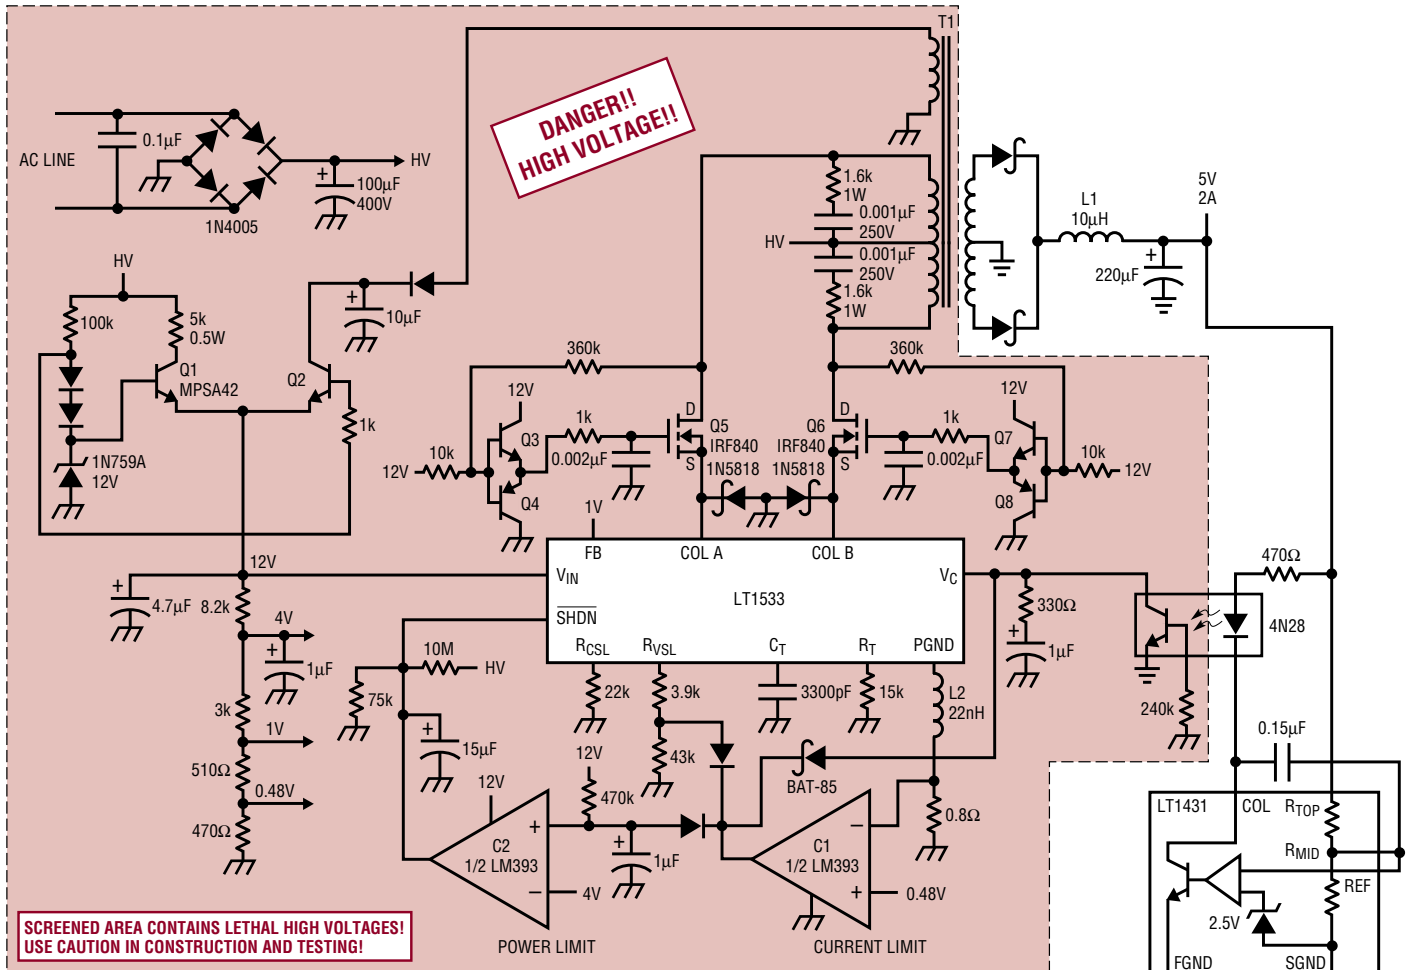 T1
DANGER!!
HIGH VOLTAGE!!
AC LINE
0.1µF
HV
+
100µF
400V
1N4005
1.6k
1W
0.001µF
250V
HV
0.001µF
250V
1.6k
1W
5V
2A
L1
10µH
+
220µF
HV
100k
5k
0.5W
+
10µF
Q1
MPSA42
Q2
1k
1N759A
12V
360k
360k
12V
12V
Q3
1k
D
Q5
IRF840
S
D
Q6
IRF840
S
1k
Q7
10k
12V
0.002µF
1N5818
1N5818
0.002µF
10k
12V
Q4
Q8
1V
FB
COL A
COL B
12V
VIN
VC
LT1533
SHDN
RCSL
RVSL
CT
RT
PGND
470Ω
4N28
+
4.7µF
8.2k
4V
+
1µF
330Ω
+
1µF
10M
HV
75k
22k
3.9k
3300pF
15k
L2
22nH
240k
3k
1V
+
15µF
43k
12V
470k
BAT-85
0.15µF
510Ω
0.48V
470Ω
12V
+
C2
1/2 LM393
–
4V
+
1µF
–
C1
1/2 LM393
+
0.48V
0.8Ω
LT1431
COL
RTOP
RMID
REF
2.5V
FGND
SGND
SCREENED AREA CONTAINS LETHAL HIGH VOLTAGES!
USE CAUTION IN CONSTRUCTION AND TESTING!
POWER LIMIT
CURRENT LIMIT